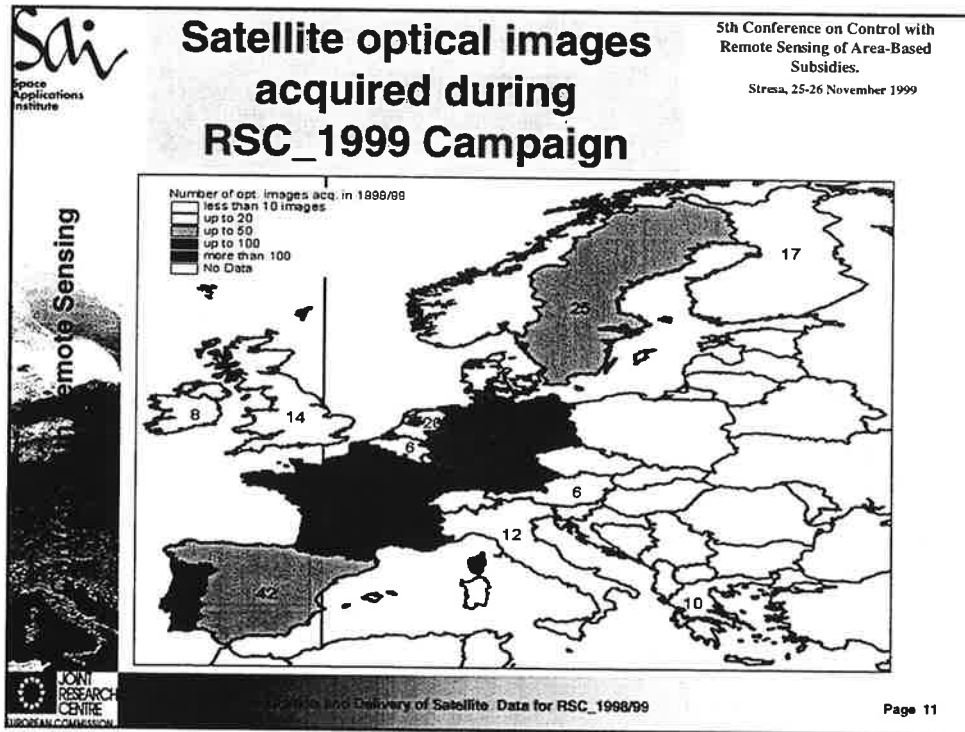 Sai
Space
Applications
Institute
Satellite optical images
acquired during
RSC_1999 Campaign
5th Conference on Control with
Remote Sensing of Area-Based
Subsidies.
Stresa, 25-26 November 1999
emote Sensing
Number of opt. images acq. in 1998/99
less than 10 images
up to 20
up to 50
up to 100
more than 100
No Data
17
25
8
14
28
6
6
12
42
10
JOINT
RESEARCH
CENTRE
EUROPEAN COMMISSION
and Delivery of Satellite Data for RSC_1998/99
Page 11